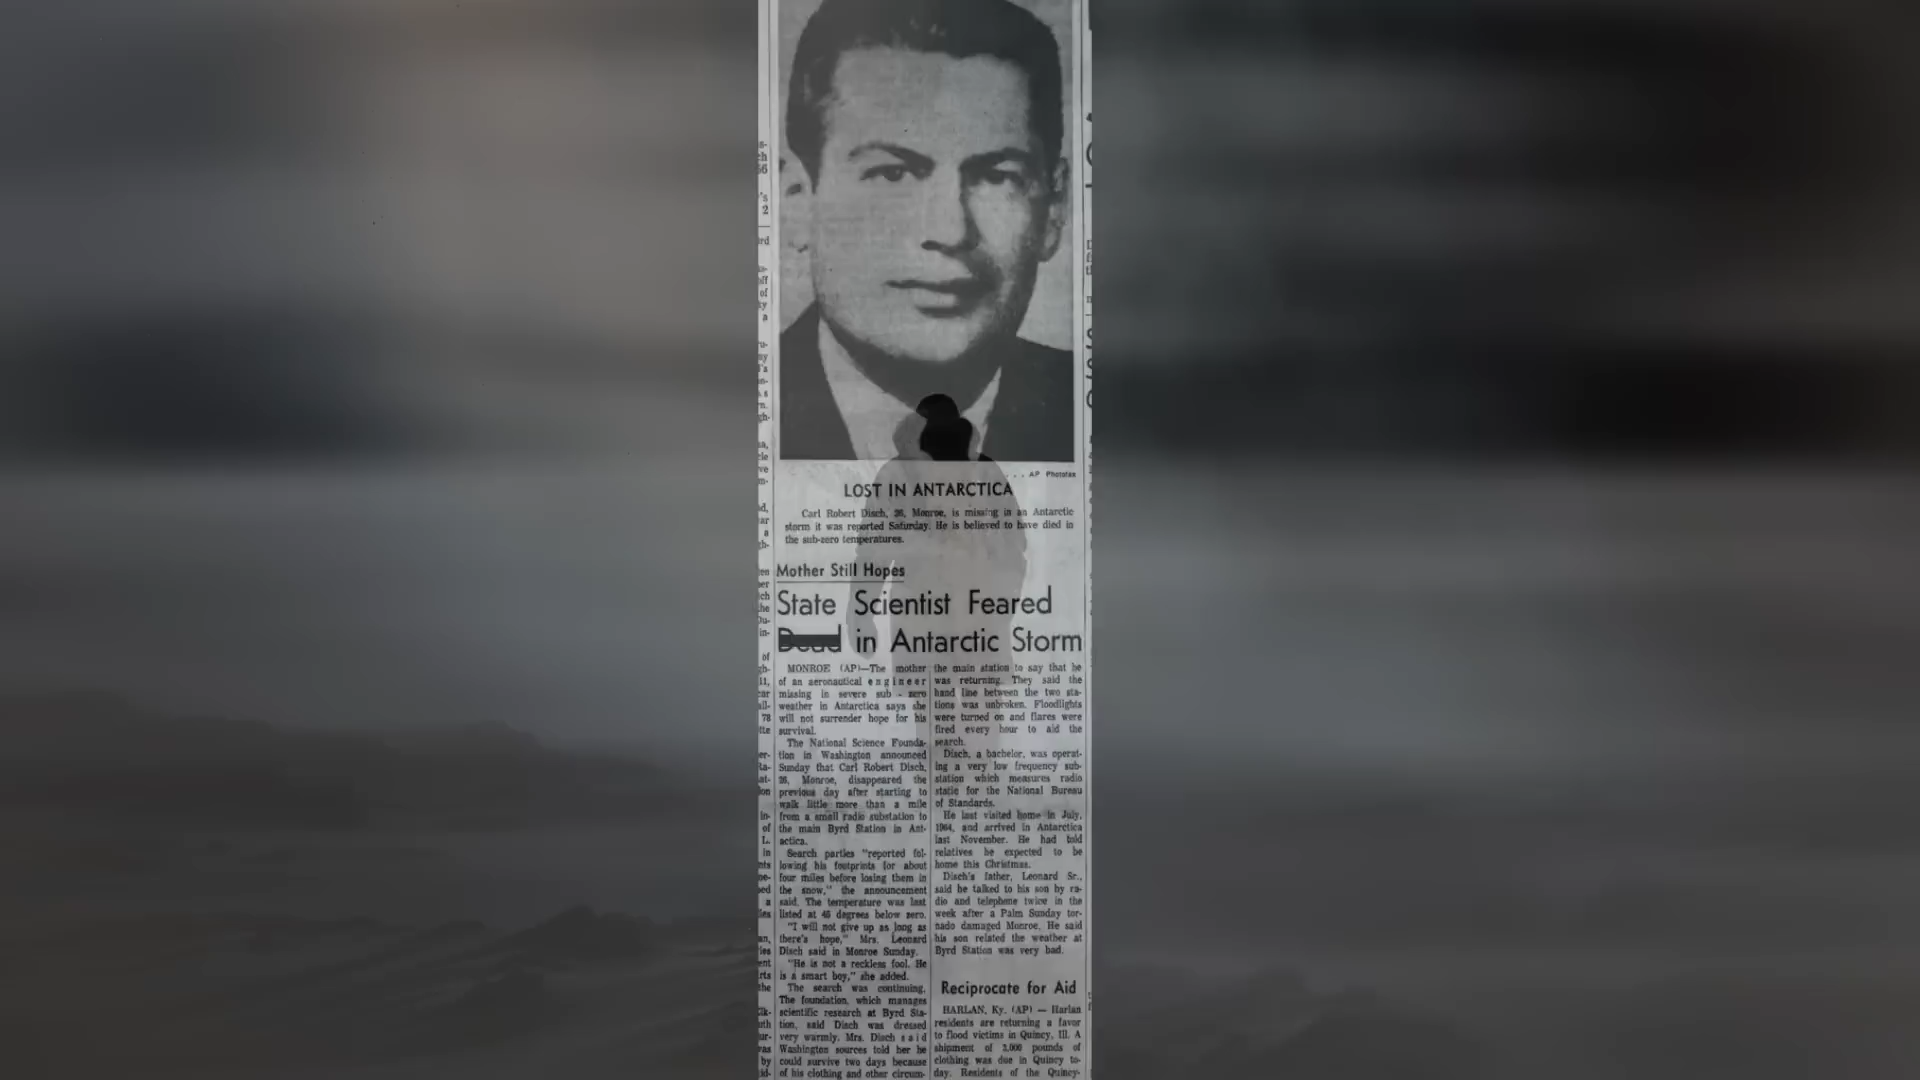 . . . AP Photofax
LOST IN ANTARCTICA
Carl Robert Disch, 26, Monroe, is missing in an Antarctic
storm it was reported Saturday. He is believed to have died in
the sub-zero temperatures.
Mother Still Hopes
State Scientist Feared
Dead in Antarctic Storm
MONROE (AP)—The mother
of an aeronautical engineer
missing in severe sub - zero
weather in Antarctica says she
will not surrender hope for his
survival.
The National Science Founda-
tion in Washington announced
Sunday that Carl Robert Disch,
26, Monroe, disappeared the
previous day after starting to
walk little more than a mile
from a small radio substation to
the main Byrd Station in Ant-
actica.
Search parties "reported fol-
lowing his footprints for about
four miles before losing them in
the snow," the announcement
said. The temperature was last
listed at 45 degrees below zero.
"I will not give up as long as
there's hope," Mrs. Leonard
Disch said in Monroe Sunday.
"He is not a reckless fool. He
is a smart boy," she added.
The search was continuing.
The foundation, which manages
scientific research at Byrd Sta-
tion, said Disch was dressed
very warmly. Mrs. Disch said
Washington sources told her he
could survive two days because
of his clothing and other circum-
the main station to say that he
was returning. They said the
hand line between the two sta-
tions was unbroken. Floodlights
were turned on and flares were
fired every hour to aid the
search.
Disch, a bachelor, was operat-
ing a very low frequency sub-
station which measures radio
static for the National Bureau
of Standards.
He last visited home in July,
1964, and arrived in Antarctica
last November. He had told
relatives he expected to be
home this Christmas.
Disch's father, Leonard Sr.,
said he talked to his son by ra-
dio and telephone twice in the
week after a Palm Sunday tor-
nado damaged Monroe. He said
his son related the weather at
Byrd Station was very bad.
Reciprocate for Aid
HARLAN, Ky. (AP) — Harlan
residents are returning a favor
to flood victims in Quincy, Ill. A
shipment of 3,000 pounds of
clothing was due in Quincy to-
day. Residents of the Quincy-